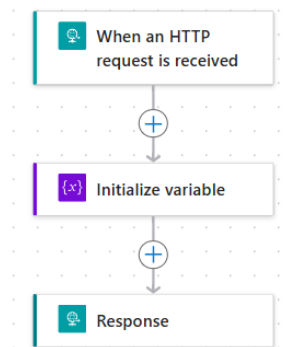 When an HTTP
request is received
{x} Initialize variable
Response